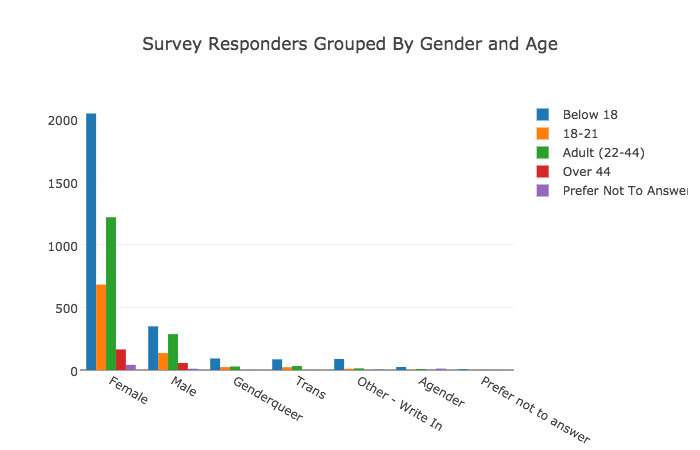 Survey Responders Grouped By Gender and Age
2000
1500
1000
500
0
Female
Male
Genderqueer
Trans
Other - Write In
Agender
Prefer not to answer
Below 18
18-21
Adult (22-44)
Over 44
Prefer Not To Answer